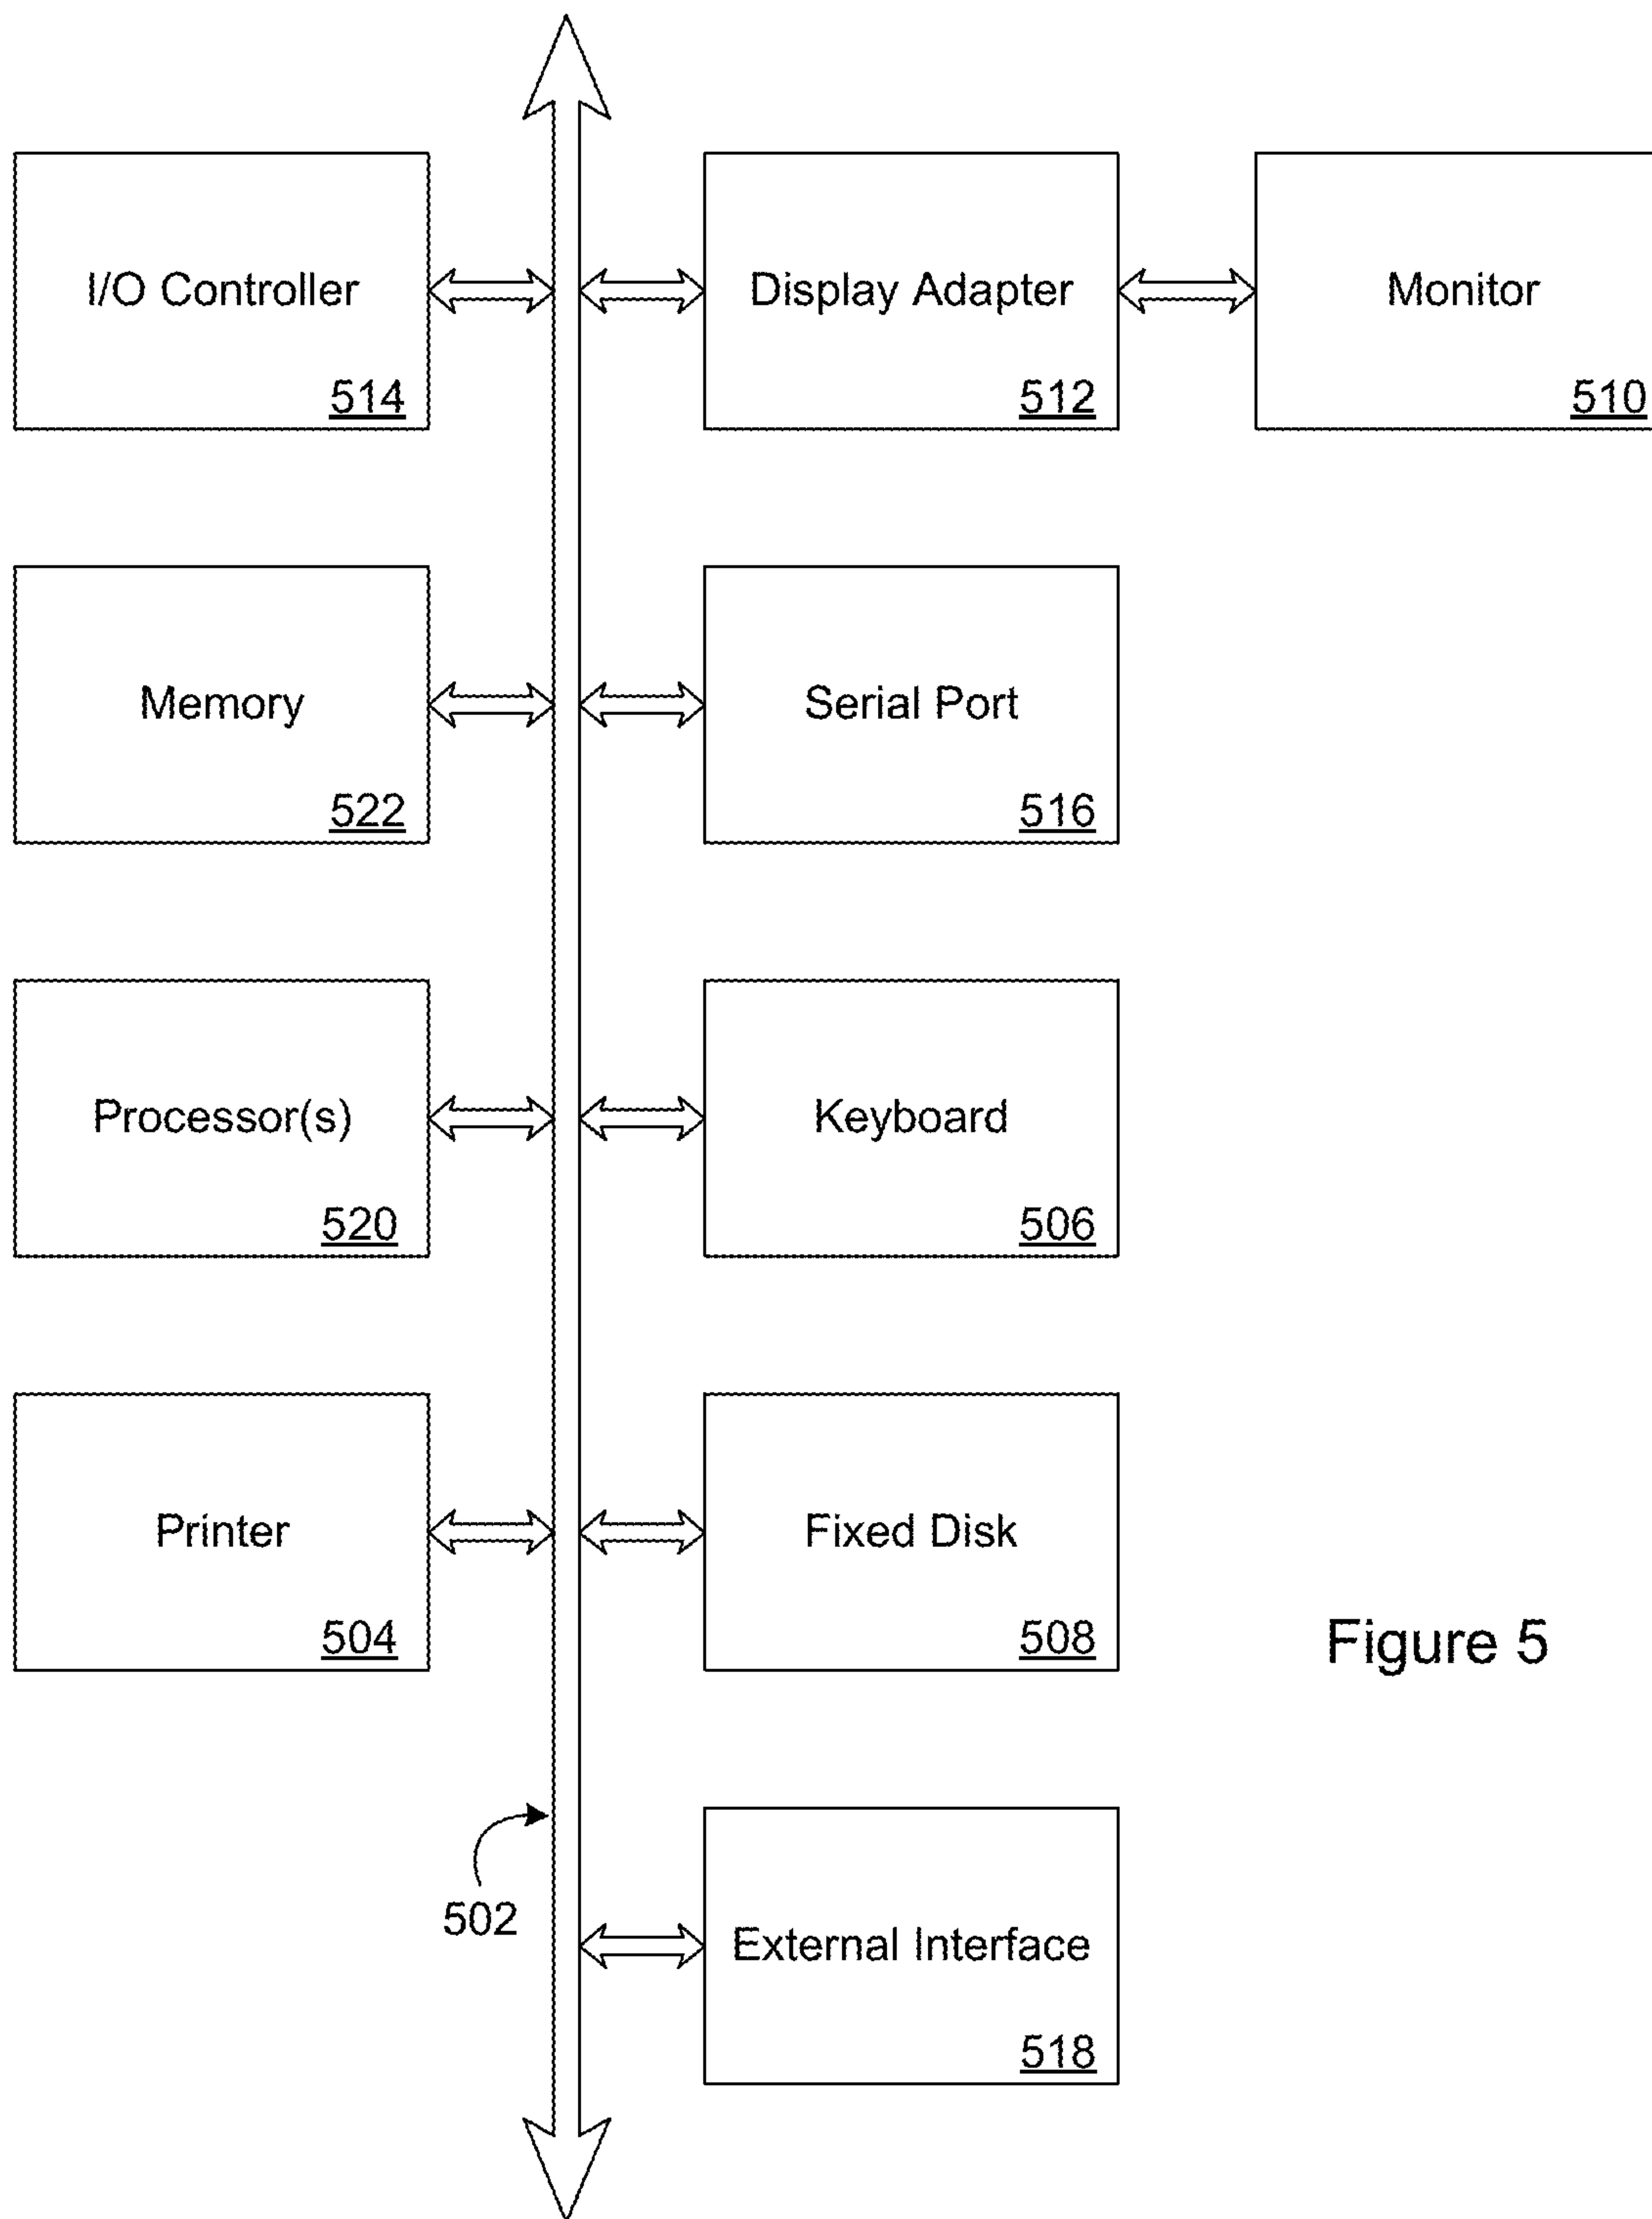 I/O Controller
514
Display Adapter
512
Monitor
510
Memory
522
Serial Port
516
Processor(s)
520
Keyboard
506
Printer
504
Fixed Disk
508
Figure 5
502
External Interface
518